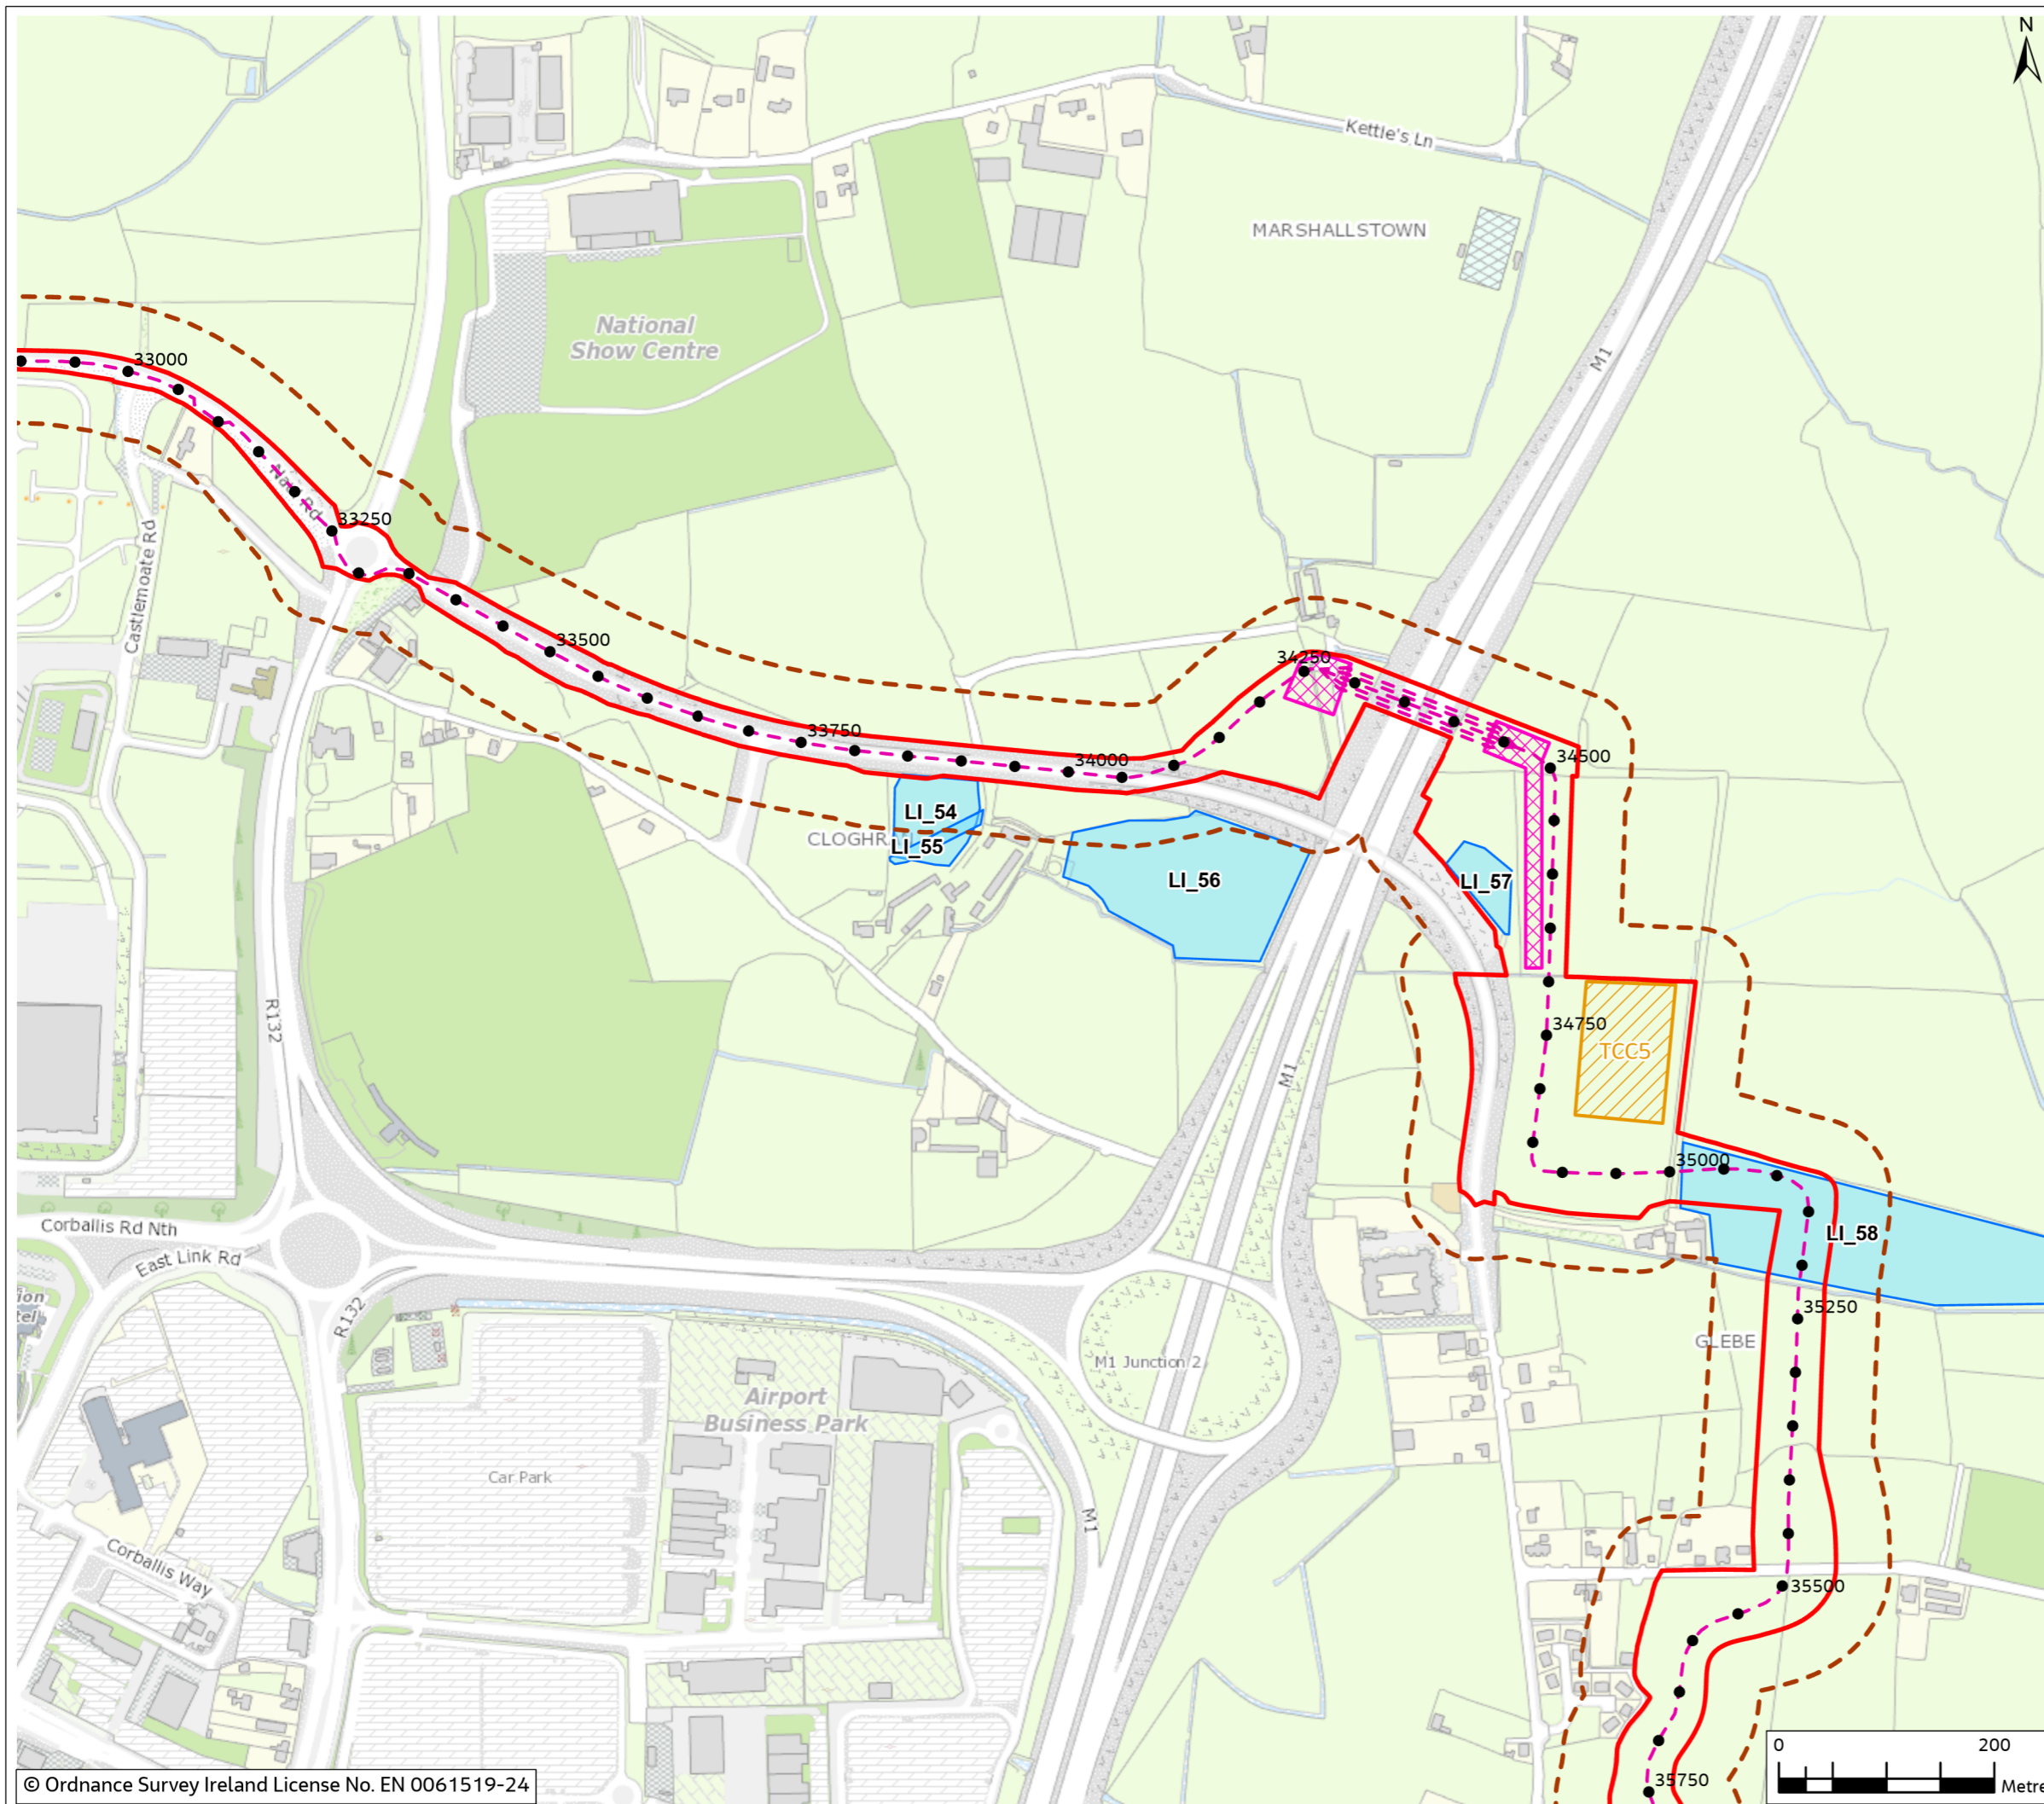 N
Kettle's Ln
MARSHALLSTOWN
National
Show Centre
M1
33000
Naul Rd
33250
Castlemoate Rd
33500
34250
33750
34000
34500
LI_54
CLOGHR
LI_55
LI_56
LI_57
R132
34750
TCC5
M1
35000
Corballis Rd Nth
East Link Rd
LI_58
R132
35250
GLEBE
M1 Junction 2
Airport
Business Park
Car Park
M1
Corballis Way
35500
35750
0 200
Metre
© Ordnance Survey Ireland License No. EN 0061519-24